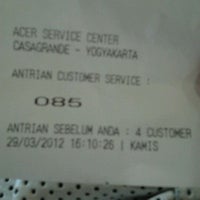 ACER SERVICE CENTER
CASAGRANDE - YOGYAKARTA
ANTRIAN CUSTOMER SERVICE :
085
ANTRIAN SEBELUM ANDA : 4 CUSTOMER
29/03/2012 16:10:26 | KAMIS